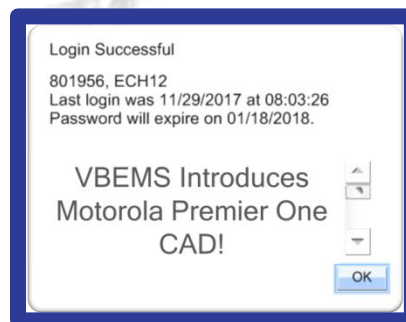 Login Successful
801956, ECH12
Last login was 11/29/2017 at 08:03:26
Password will expire on 01/18/2018.
VBEMS Introduces
Motorola Premier One
CAD!
OK